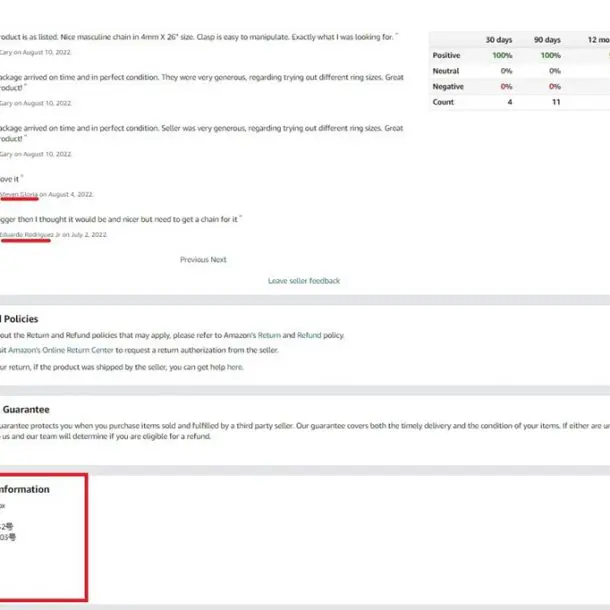 roduct is as listed. Nice masculine chain in 4mm X 26" size. Clasp is easy to manipulate. Exactly what I was looking for. "
Gary on August 10, 2022.
ackage arrived on time and in perfect condition. They were very generous, regarding trying out different ring sizes. Great
roduct! "
Gary on August 10, 2022.
ackage arrived on time and in perfect condition. Seller was very generous, regarding trying out different ring sizes. Great
roduct! "
Gary on August 10, 2022.
ove it "
Steven Gloria on August 4, 2022.
igger then I thought it would be and nicer but need to get a chain for it "
Eduardo Rodriguez Jr on July 2, 2022.
Previous Next
Leave seller feedback
30 days 90 days 12 mo
Positive 100% 100%
Neutral 0% 0%
Negative 0% 0%
Count 4 11
d Policies
out the Return and Refund policies that may apply, please refer to Amazon's Return and Refund policy.
sit Amazon's Online Return Center to request a return authorization from the seller.
ur return, if the product was shipped by the seller, you can get help here.
Guarantee
uarantee protects you when you purchase items sold and fulfilled by a third party seller. Our guarantee covers both the timely delivery and the condition of your items. If either are un
us and our team will determine if you are eligible for a refund.
nformation
2号
03号